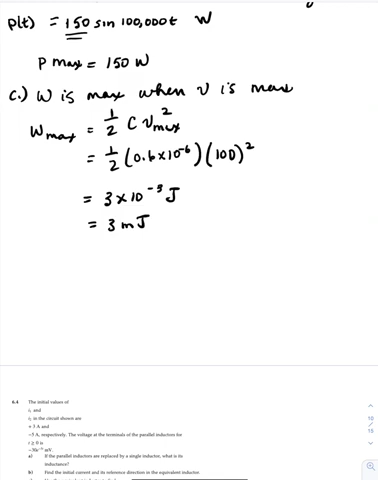 P(t) = 150 sin 100,000t W
P max = 150 W
c.) W is max when v is max
Wmax = 1/2 C v²max
= 1/2 (0.6 × 10⁻⁶) (100)²
= 3 × 10⁻³ J
= 3 mJ
6.4 The initial values of
i₁ and
i₂ in the circuit shown are
+ 3 A and
−5 A, respectively. The voltage at the terminals of the parallel inductors for
t ≥ 0 is
mV.
a) If the parallel inductors are replaced by a single inductor, what is its
inductance?
b) Find the initial current and its reference direction in the equivalent inductor.
10
/
15